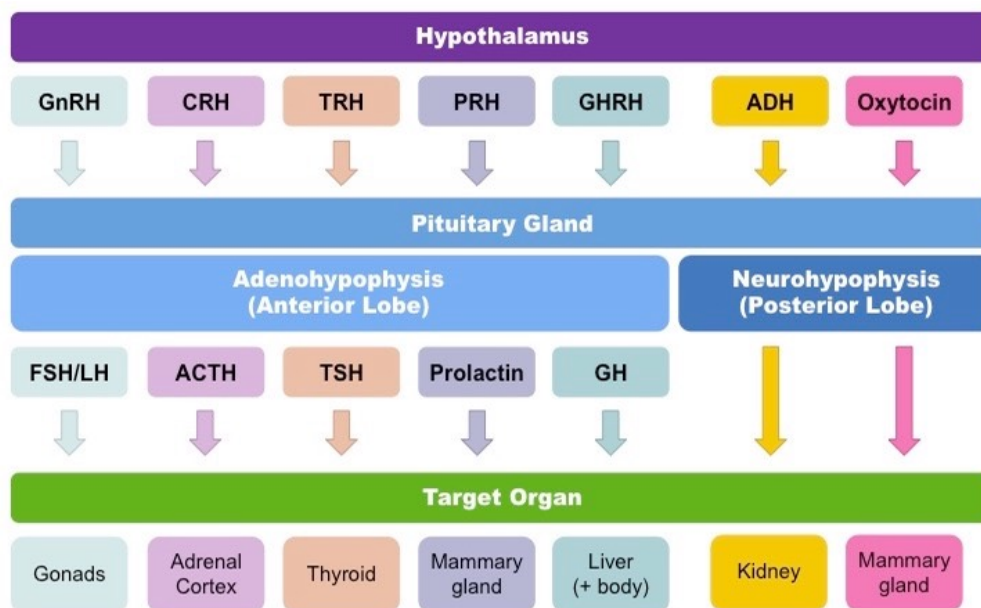 Hypothalamus
GnRH CRH TRH PRH GHRH ADH Oxytocin
Pituitary Gland
Adenohypophysis
(Anterior Lobe)
Neurohypophysis
(Posterior Lobe)
FSH/LH ACTH TSH Prolactin GH
Target Organ
Gonads
Adrenal
Cortex
Thyroid
Mammary
gland
Liver
(+ body)
Kidney
Mammary
gland